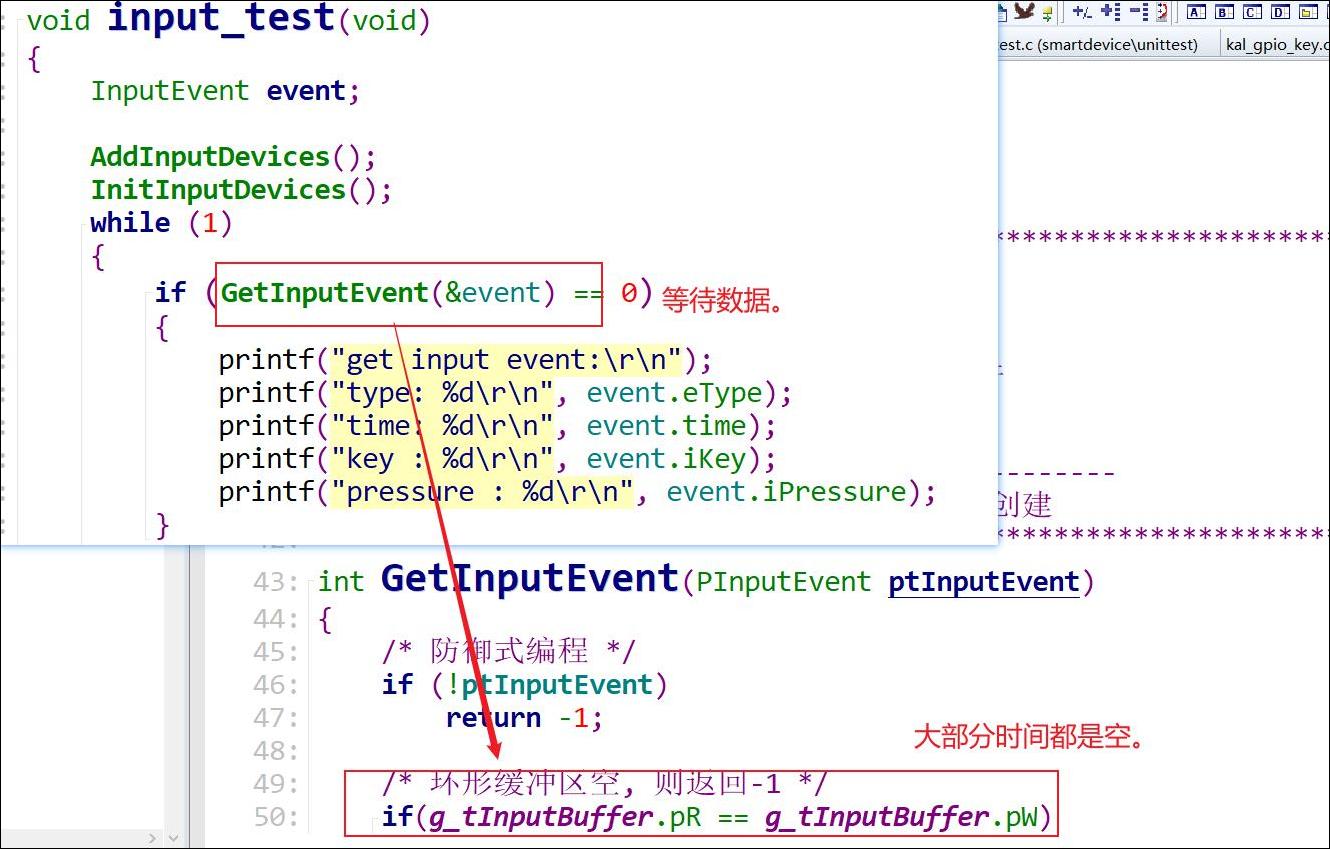 void input_test(void)
{
InputEvent event;
AddInputDevices();
InitInputDevices();
while (1)
{
if (GetInputEvent(&event) == 0) 等待数据。
{
printf("get input event:\r\n");
printf("type: %d\r\n", event.eType);
printf("time: %d\r\n", event.time);
printf("key : %d\r\n", event.iKey);
printf("pressure : %d\r\n", event.iPressure);
}
+/- A B C D
est.c (smartdevice\unittest) kal_gpio_key.c
************************
--------
创建
************************
43: int GetInputEvent(PInputEvent ptInputEvent)
44: {
45: /* 防御式编程 */
46: if (!ptInputEvent)
47: return -1;
48:
大部分时间都是空。
49: /* 环形缓冲区空, 则返回-1 */
50: if(g_tInputBuffer.pR == g_tInputBuffer.pW)